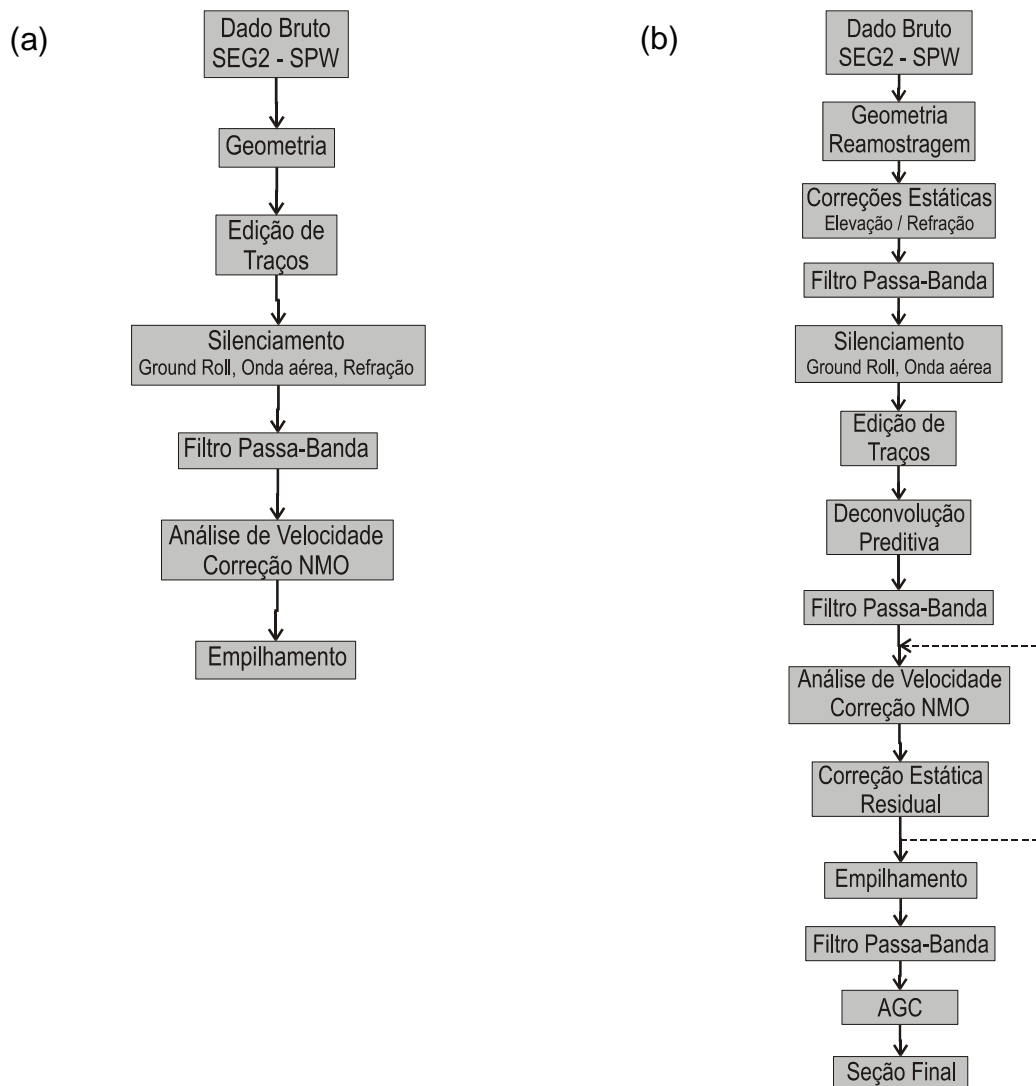 (a)
Dado Bruto
SEG2 - SPW
Geometria
Edição de
Traços
Silenciamento
Ground Roll, Onda aérea, Refração
Filtro Passa-Banda
Análise de Velocidade
Correção NMO
Empilhamento
(b)
Dado Bruto
SEG2 - SPW
Geometria
Reamostragem
Correções Estáticas
Elevação / Refração
Filtro Passa-Banda
Silenciamento
Ground Roll, Onda aérea
Edição de
Traços
Deconvolução
Preditiva
Filtro Passa-Banda
Análise de Velocidade
Correção NMO
Correção Estática
Residual
Empilhamento
Filtro Passa-Banda
AGC
Seção Final